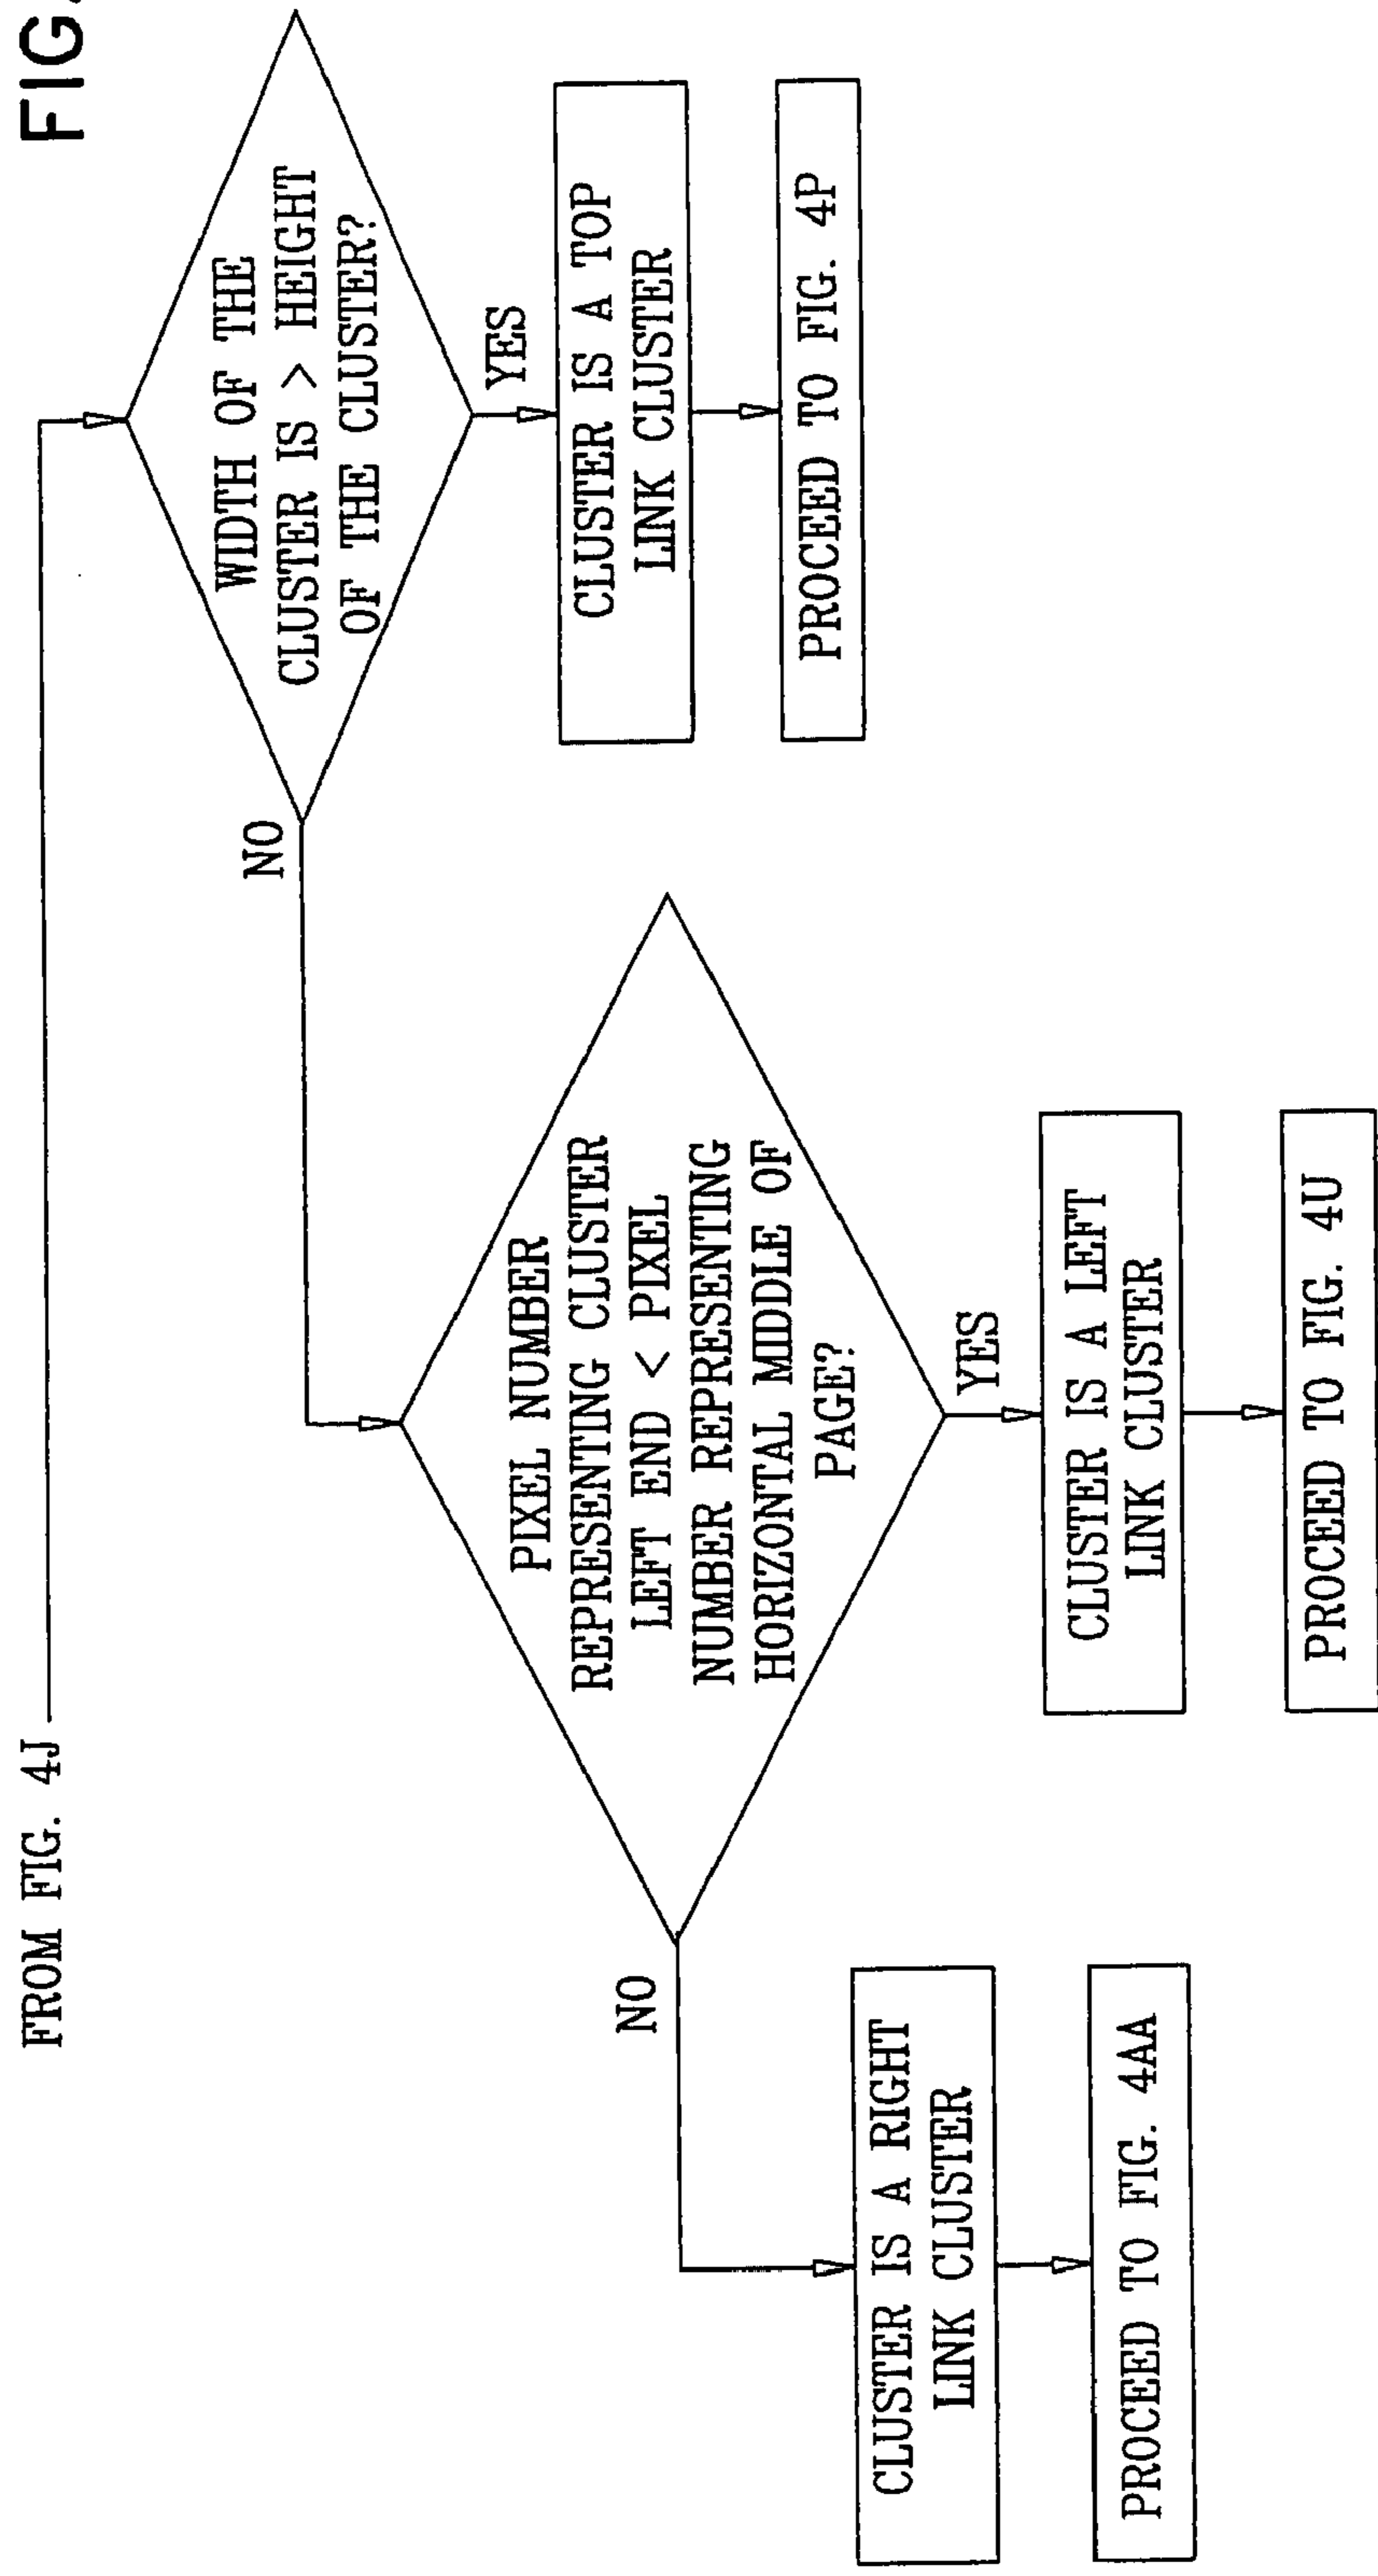 FIG.
FROM FIG. 4J
WIDTH OF THE
CLUSTER IS > HEIGHT
OF THE CLUSTER?
NO
YES
CLUSTER IS A TOP
LINK CLUSTER
PROCEED TO FIG. 4P
PIXEL NUMBER
REPRESENTING CLUSTER
LEFT END < PIXEL
NUMBER REPRESENTING
HORIZONTAL MIDDLE OF
PAGE?
NO
YES
CLUSTER IS A LEFT
LINK CLUSTER
PROCEED TO FIG. 4U
CLUSTER IS A RIGHT
LINK CLUSTER
PROCEED TO FIG. 4AA